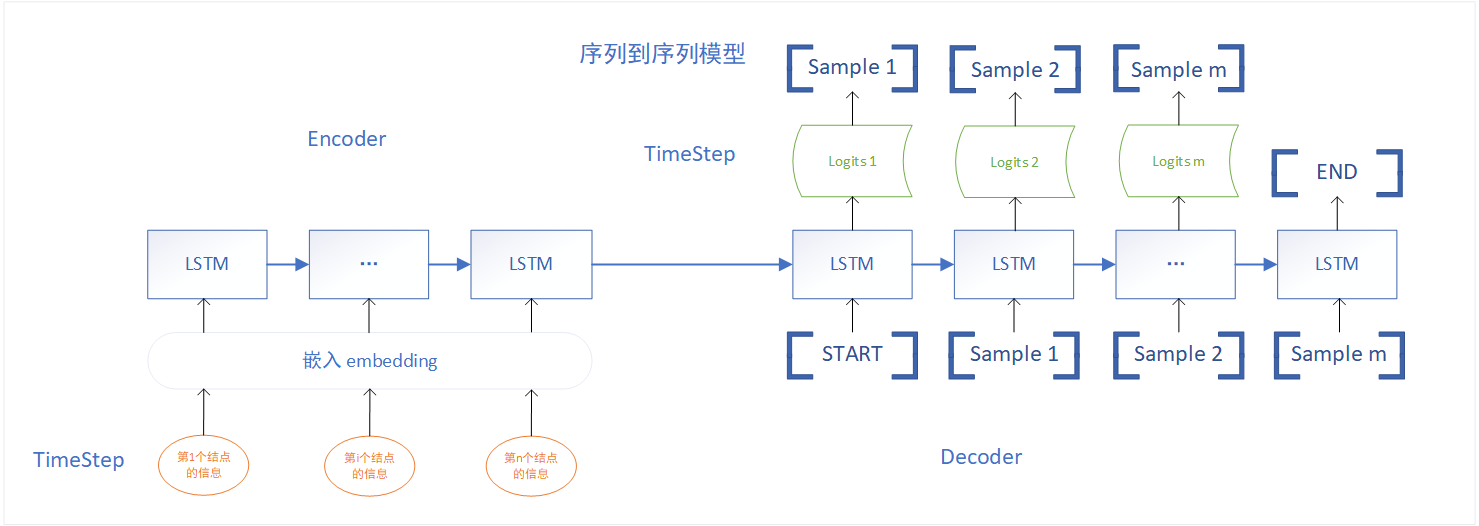 序列到序列模型
Sample 1
Sample 2
Sample m
Encoder
TimeStep
Logits 1
Logits 2
Logits m
END
LSTM
...
LSTM
LSTM
LSTM
...
LSTM
嵌入 embedding
START
Sample 1
Sample 2
Sample m
TimeStep
第1个结点
的信息
第i个结点
的信息
第n个结点
的信息
Decoder